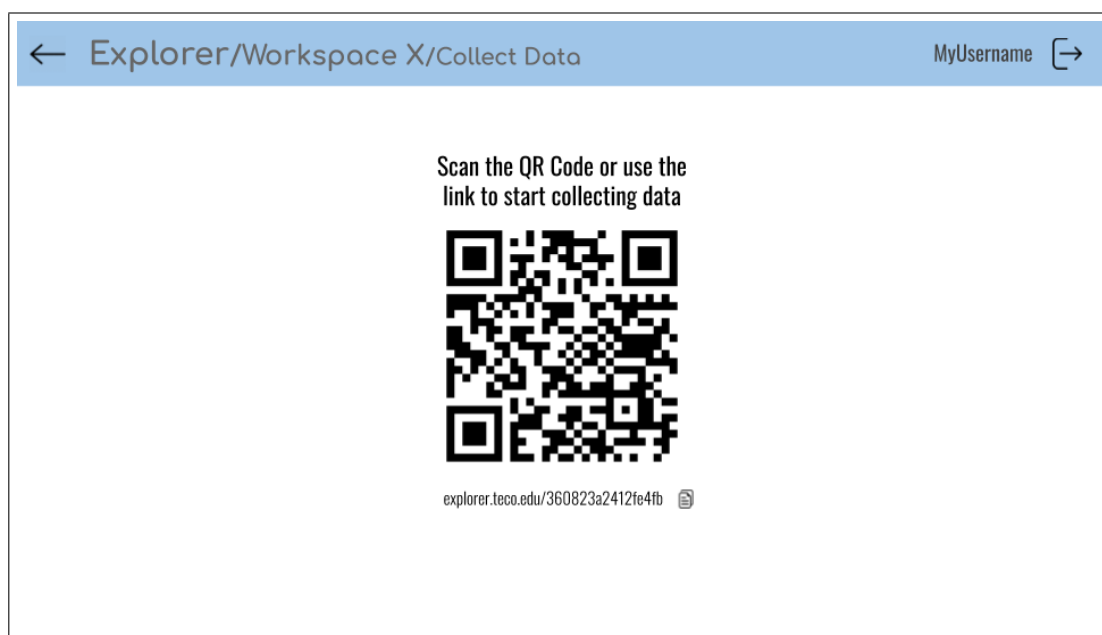 Explorer/Workspace X/Collect Data
MyUsername
Scan the QR Code or use the
link to start collecting data
explorer.teco.edu/360823a2412fe4fb